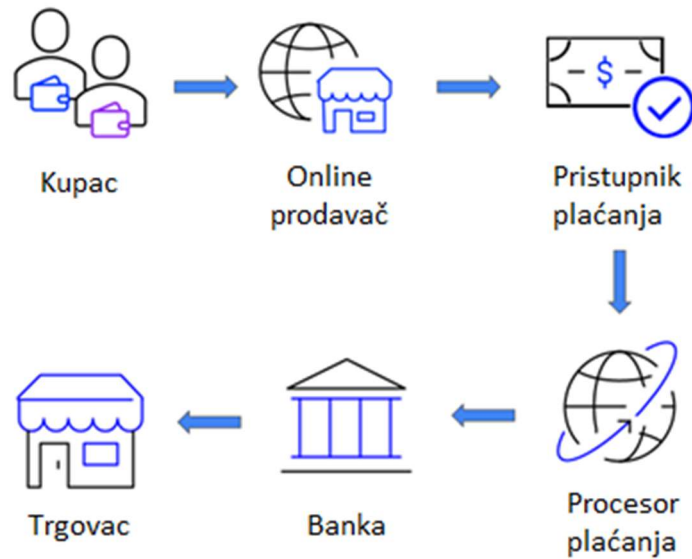 $
Kupac
Online
prodavač
Pristupnik
plaćanja
Trgovac
Banka
Procesor
plaćanja